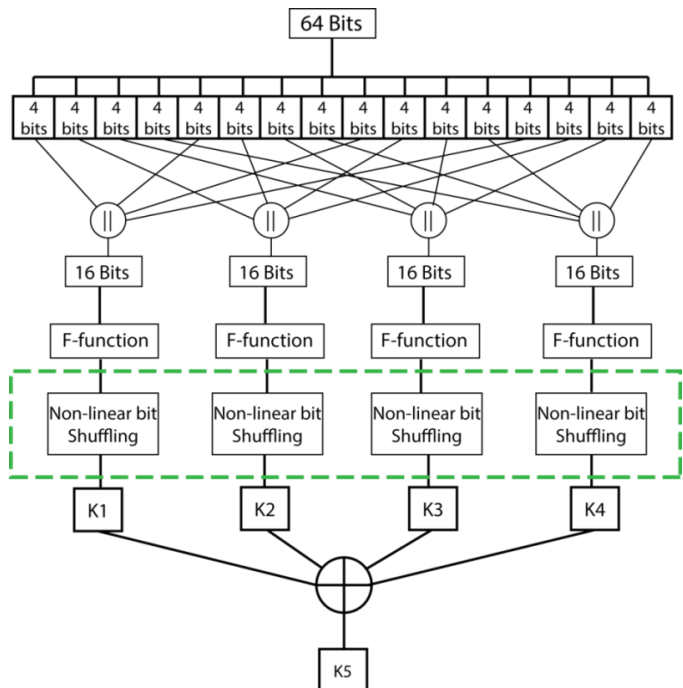 64 Bits
4 4 4 4 4 4 4 4 4 4 4 4 4 4 4 4
bits bits bits bits bits bits bits bits bits bits bits bits bits bits bits bits
|| || || ||
16 Bits 16 Bits 16 Bits 16 Bits
F-function F-function F-function F-function
Non-linear bit Non-linear bit Non-linear bit Non-linear bit
Shuffling Shuffling Shuffling Shuffling
K1 K2 K3 K4
K5